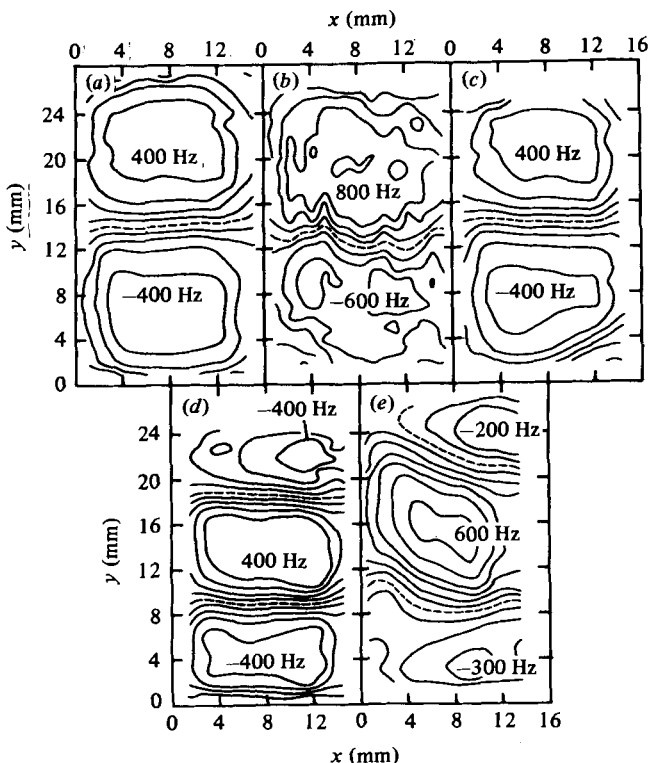 x (mm)
0 4 8 12 0 4 8 12 0 4 8 12 16
(a) (b) (c)
24
400 Hz 400 Hz
20
800 Hz
16
y (mm)
12
−400 Hz −600 Hz −400 Hz
8
4
0
(d) −400 Hz (e)
24 −200 Hz
20
16
600 Hz
400 Hz
y (mm)
12
8
4 −400 Hz −300 Hz
0
0 4 8 12 0 4 8 12 16
x (mm)